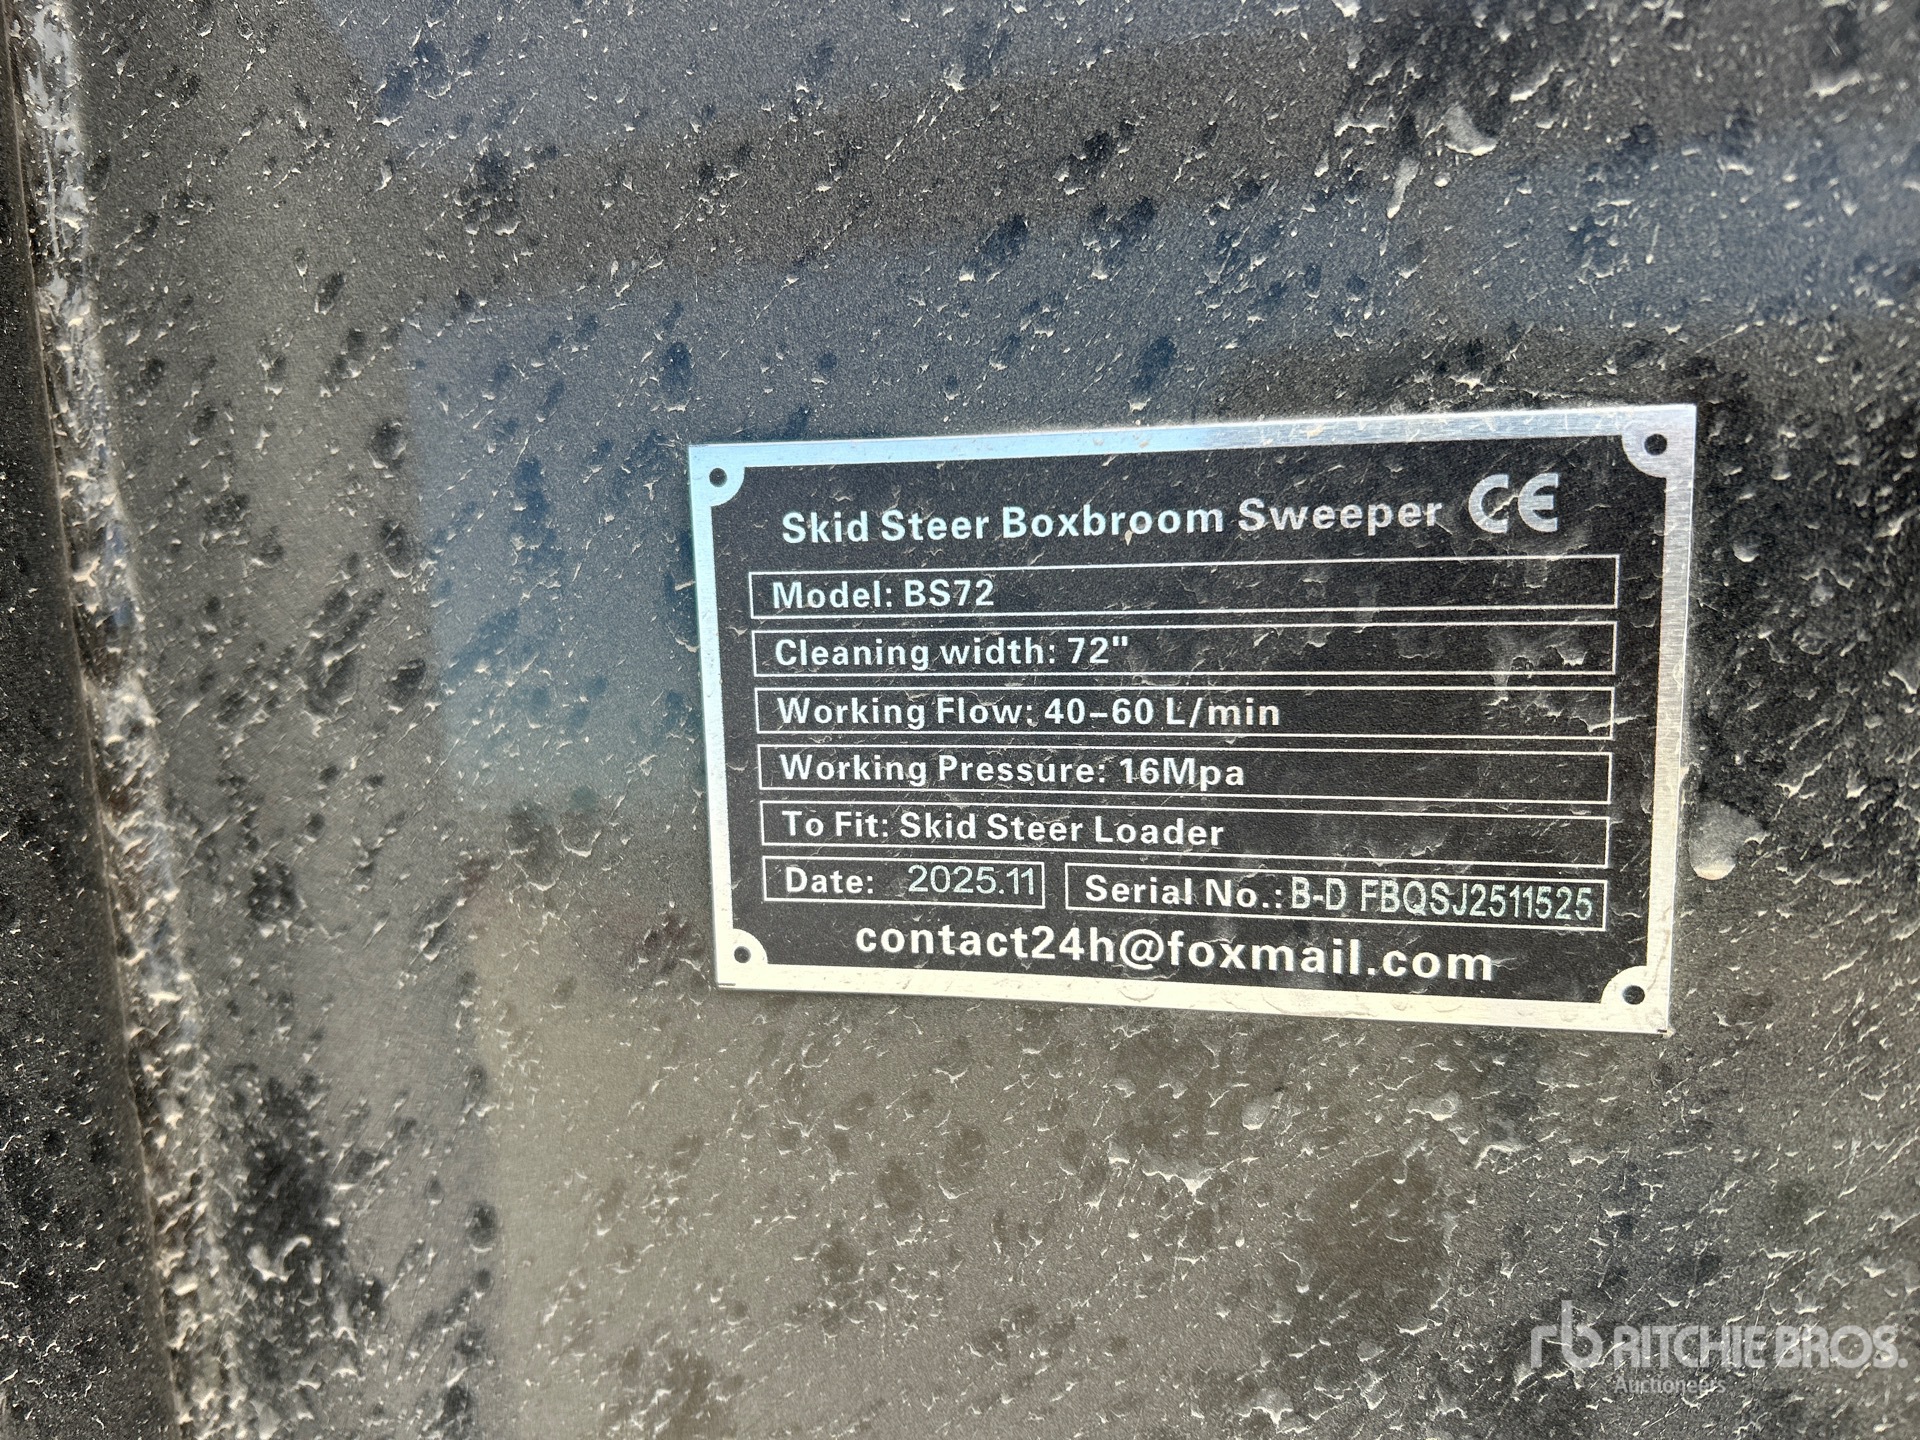 Skid Steer Boxbroom Sweeper CE
Model: BS72
Cleaning width: 72"
Working Flow: 40-60 L/min
Working Pressure: 16Mpa
To Fit: Skid Steer Loader
Date: 2025.11 Serial No.: B-D FBQSJ2511525
contact24h@foxmail.com
rb RITCHIE BROS.
Auctioneers